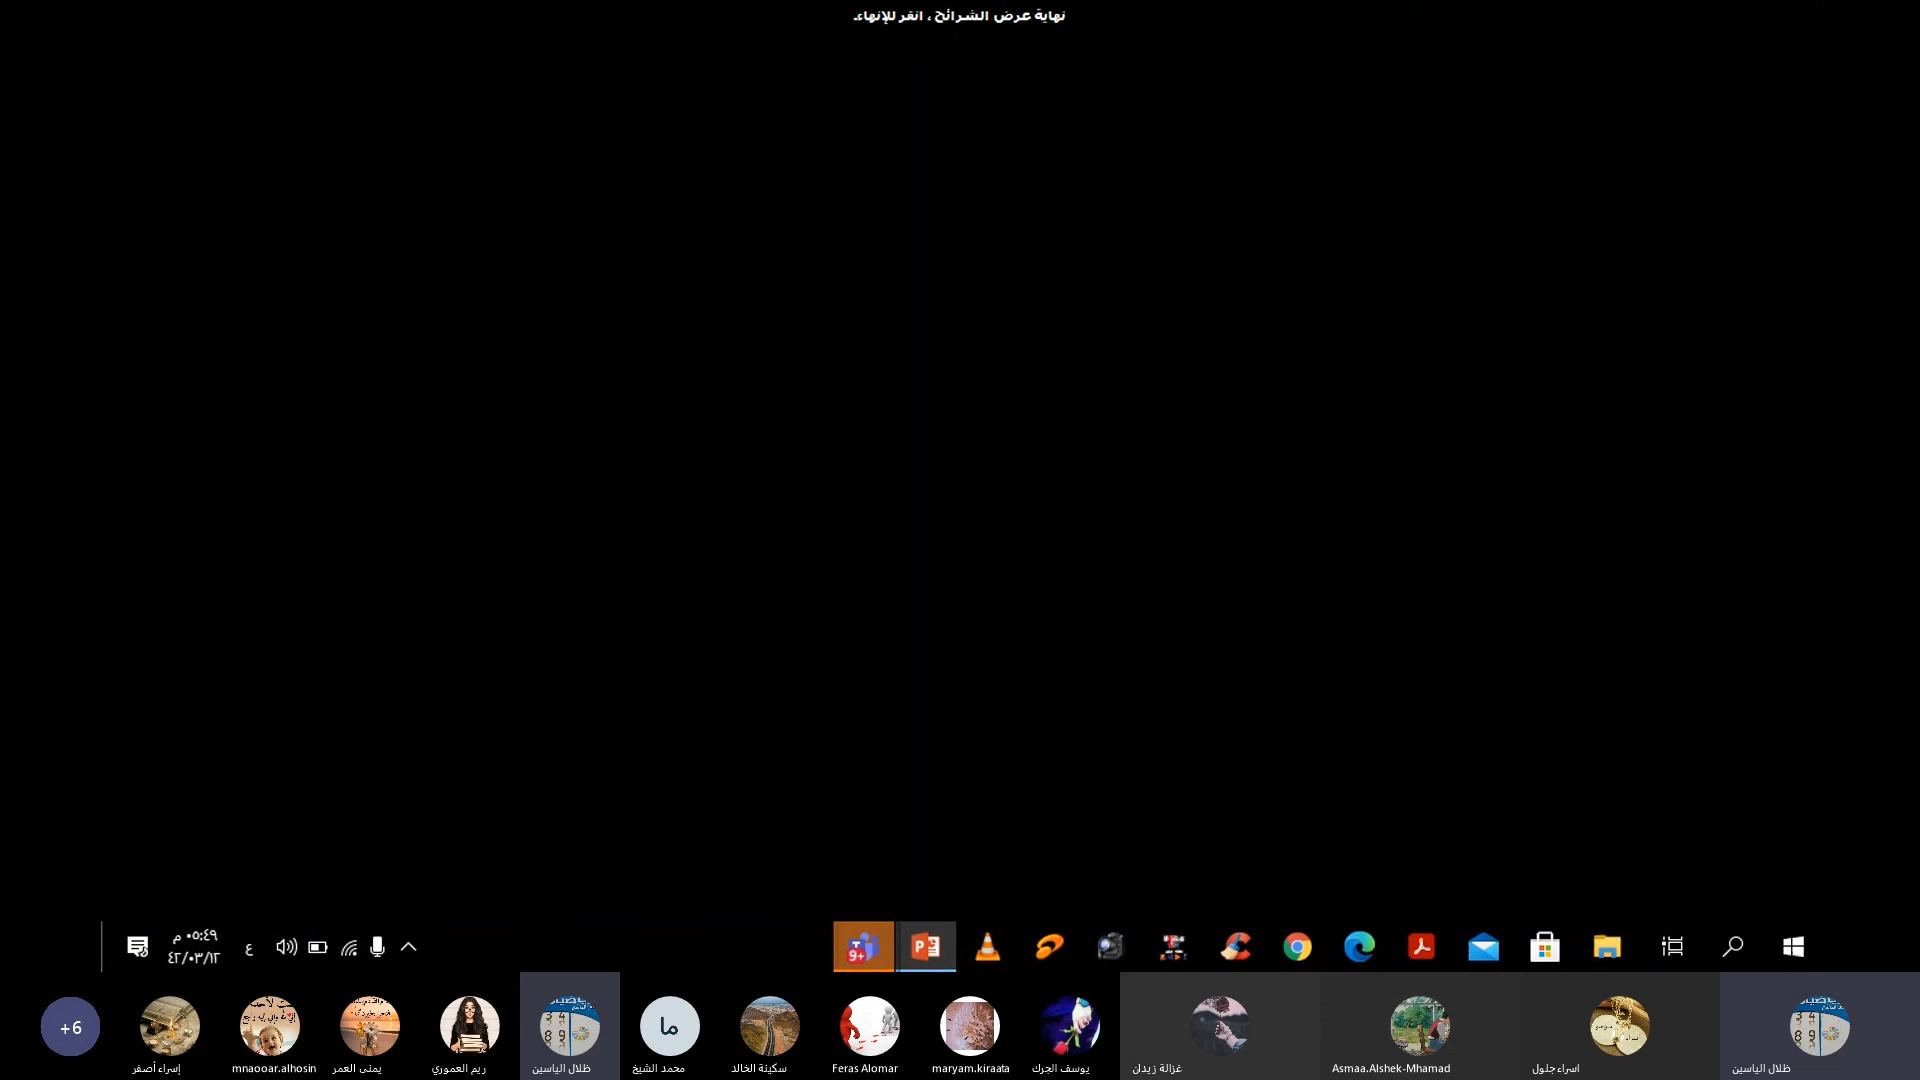 نهاية عرض الشرائح ، انقر للإنهاء.
٠٥:٤٩ م
ع
٤٢/٠٣/١٢
9+
+6
ما
إسراء أصفر
mnaooar.alhosin
يمنى العمر
ريم العموري
ظلال الياسين
محمد الشيخ
سكينة الخالد
Feras Alomar
maryam.kiraata
يوسف الجرك
غزالة زيدان
Asmaa.Alshek-Mhamad
اسراء جلول
ظلال الياسين